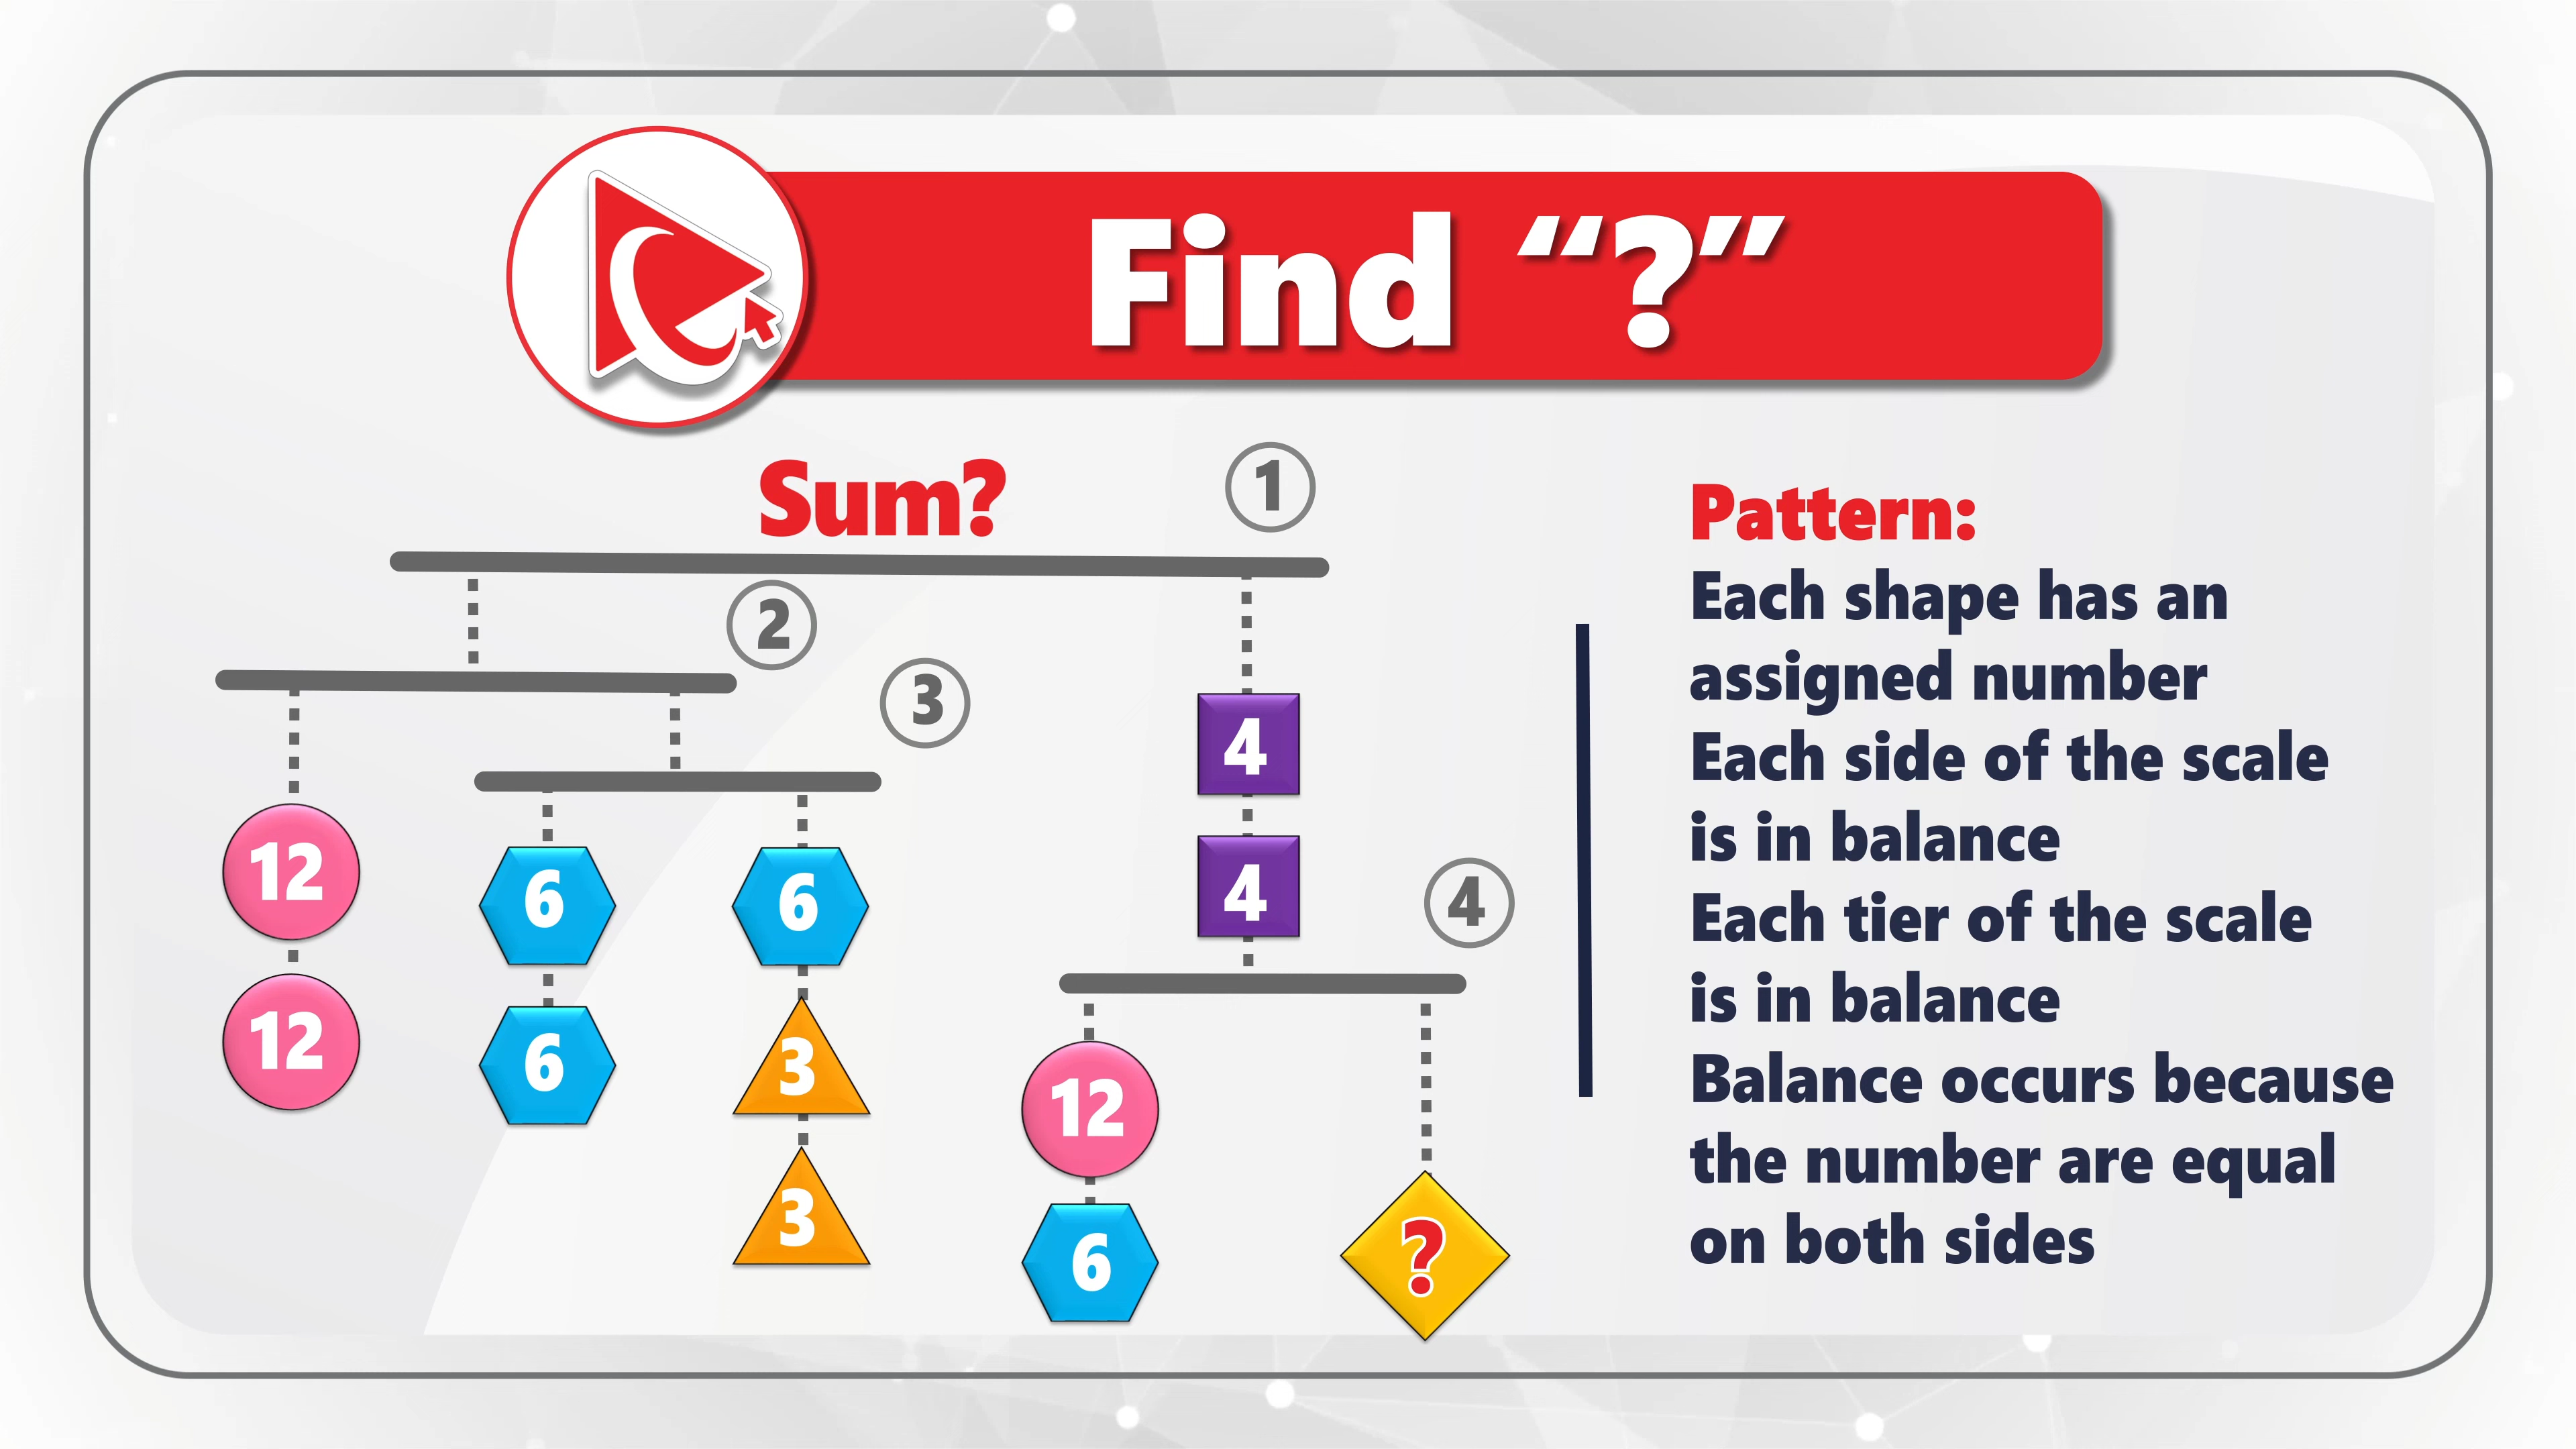 Find “?”
Sum?
1
2
3
4
4
4
12
12
6
6
6
3
3
12
6
?
Pattern:
Each shape has an
assigned number
Each side of the scale
is in balance
Each tier of the scale
is in balance
Balance occurs because
the number are equal
on both sides